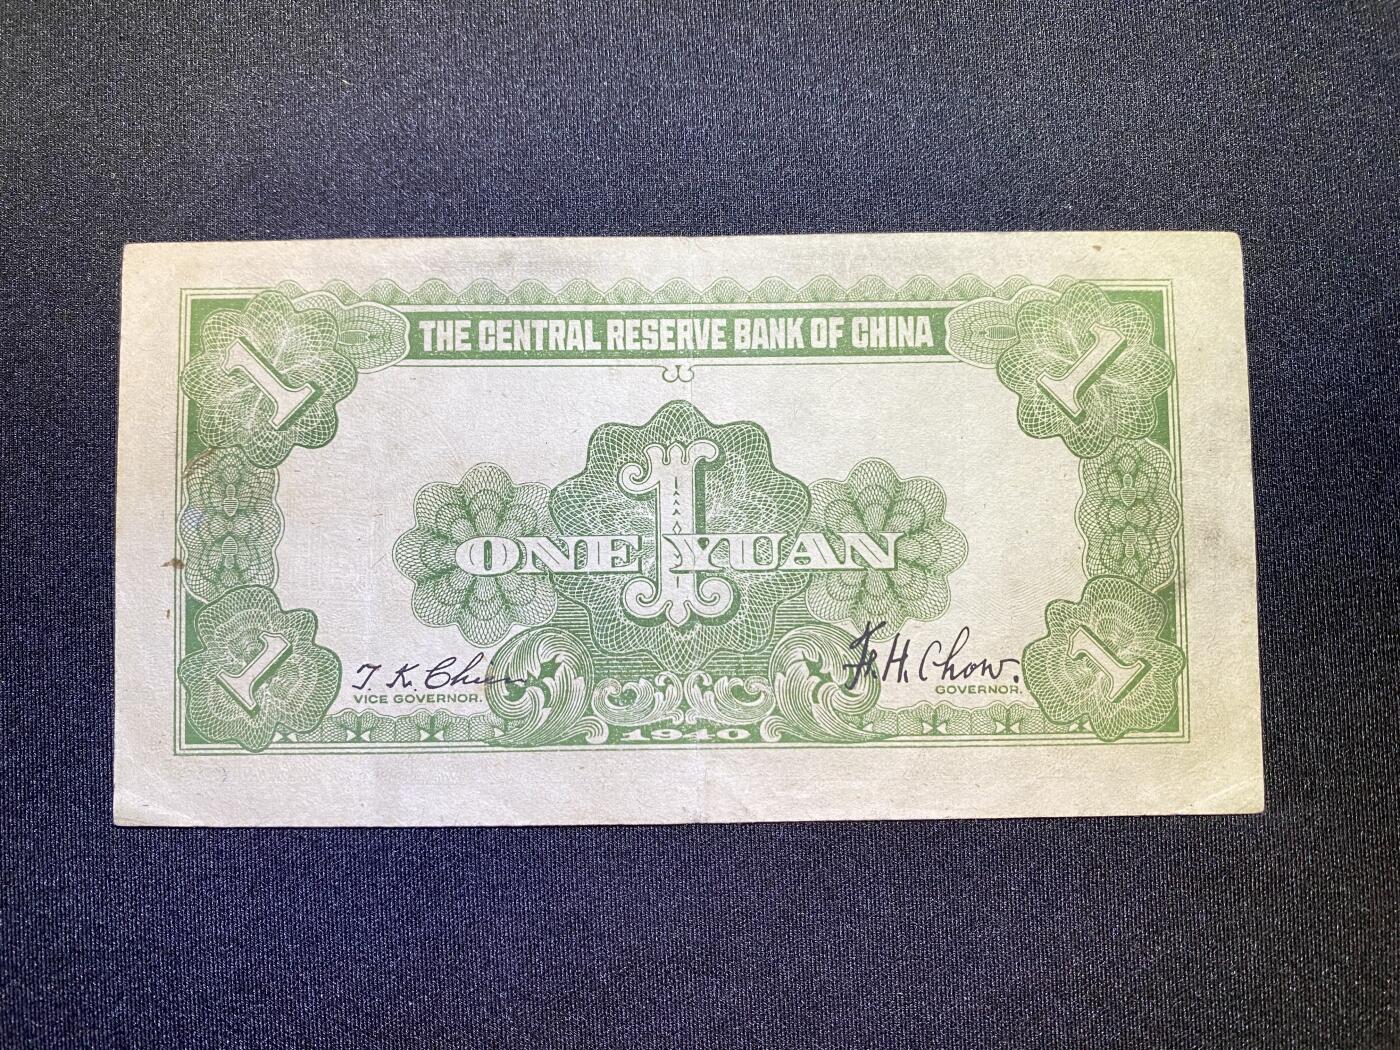 1 THE CENTRAL RESERVE BANK OF CHINA 1
1
ONE YUAN
1 T. K. Chien F. H. Chow. 1
VICE GOVERNOR. GOVERNOR.
1940